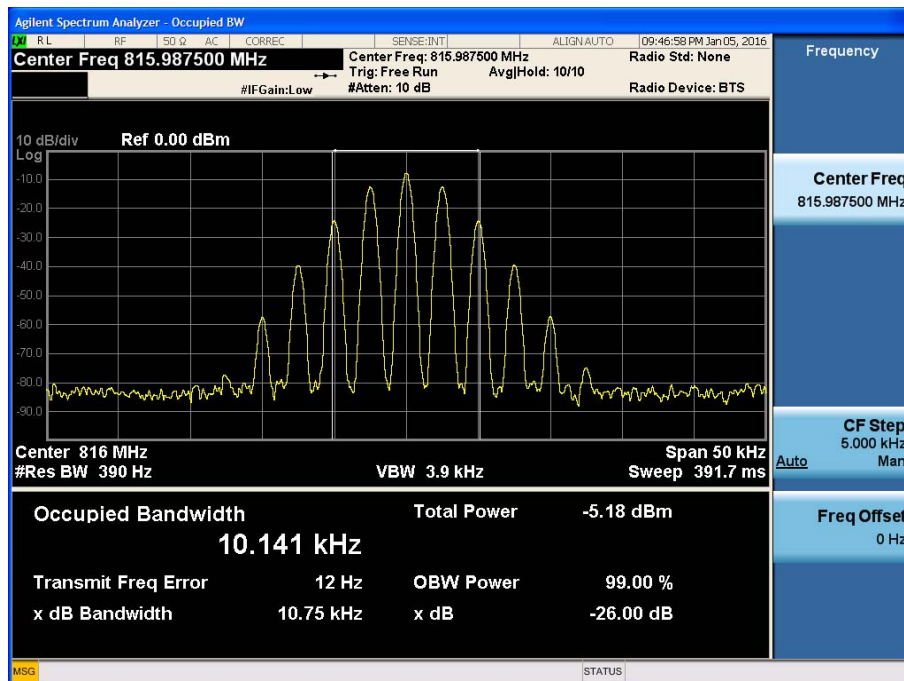 Agilent Spectrum Analyzer - Occupied BW
LXI RL RF 50 Ω AC CORREC SENSE:INT ALIGN AUTO 09:46:58 PM Jan 05, 2016
Center Freq 815.987500 MHz
Center Freq: 815.987500 MHz
Radio Std: None
Trig: Free Run Avg|Hold: 10/10
#IFGain:Low
#Atten: 10 dB
Radio Device: BTS
10 dB/div Ref 0.00 dBm
Log
-10.0
-20.0
-30.0
-40.0
-50.0
-60.0
-70.0
-80.0
-90.0
Center 816 MHz Span 50 kHz
#Res BW 390 Hz VBW 3.9 kHz Sweep 391.7 ms
Occupied Bandwidth Total Power -5.18 dBm
10.141 kHz
Transmit Freq Error 12 Hz OBW Power 99.00 %
x dB Bandwidth 10.75 kHz x dB -26.00 dB
MSG STATUS
Frequency
Center Freq
815.987500 MHz
CF Step
5.000 kHz
Auto Man
Freq Offset
0 Hz